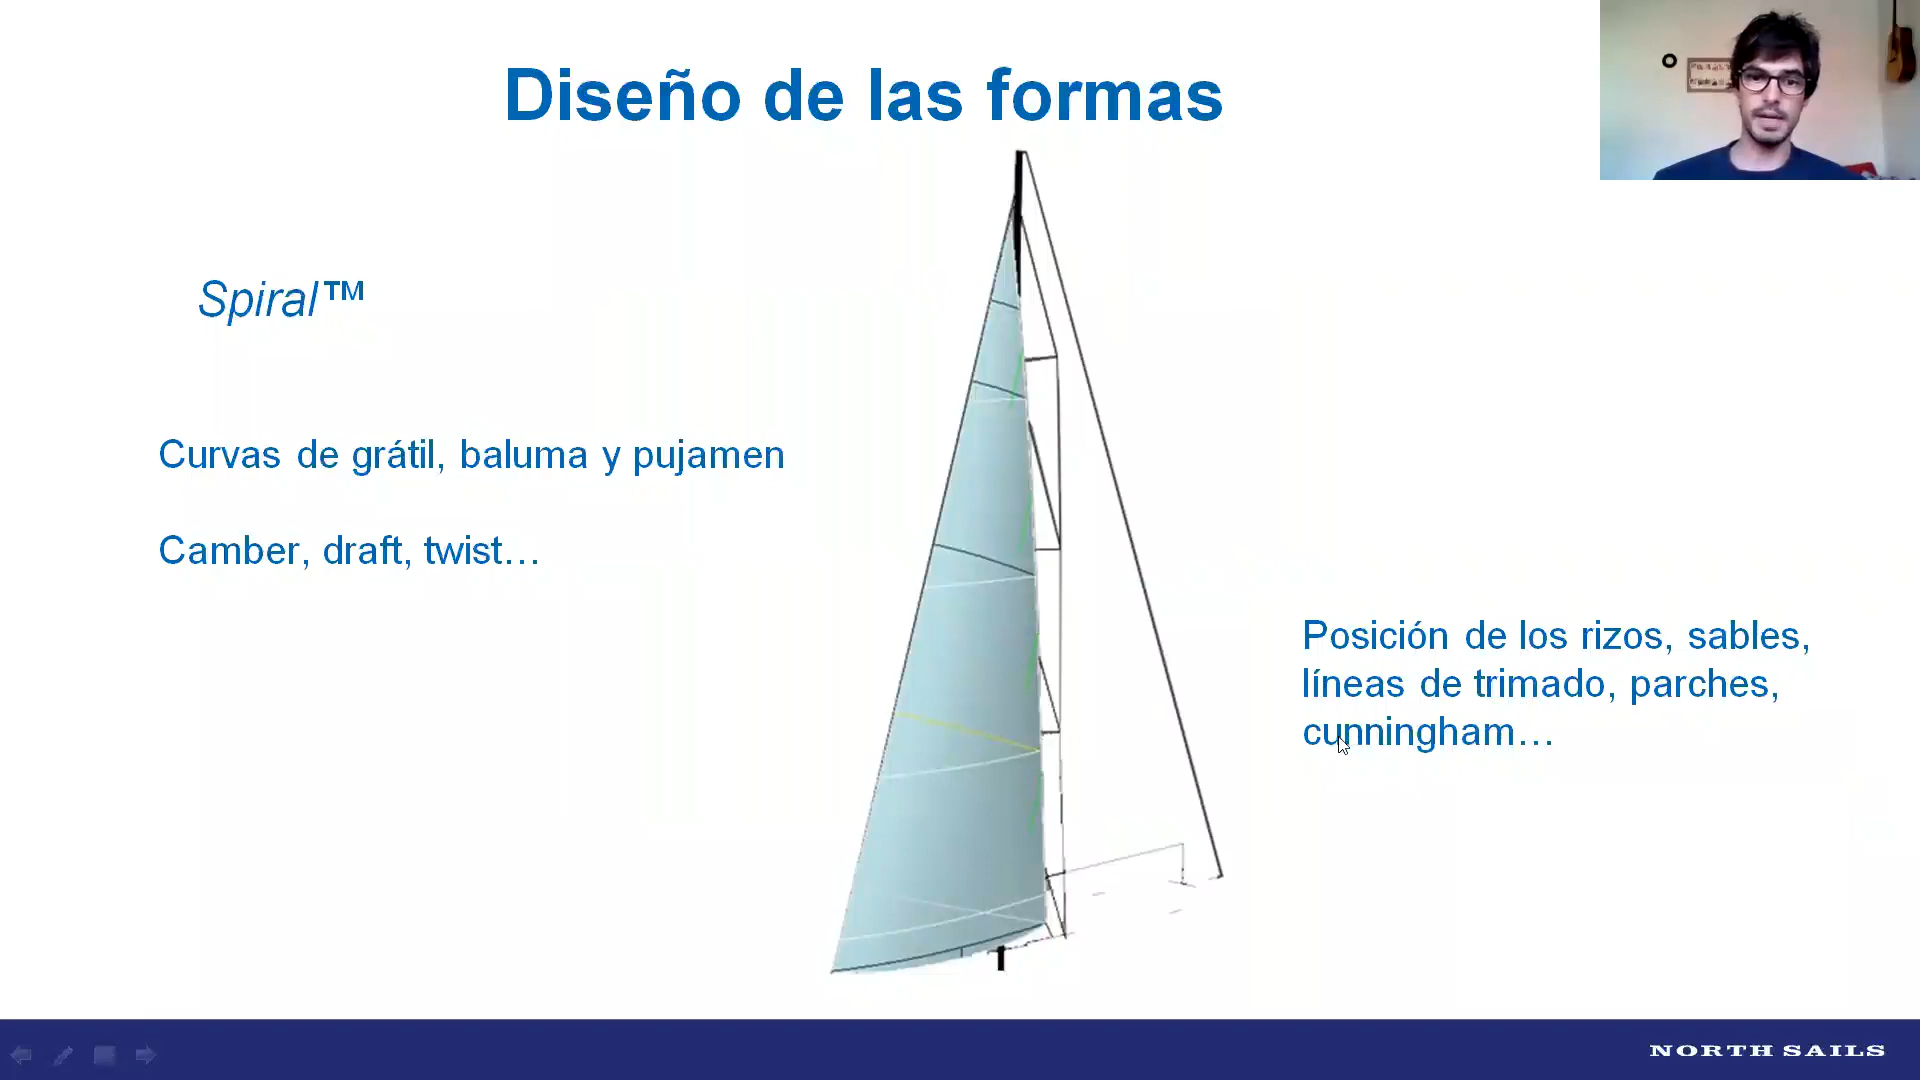 Diseño de las formas
Spiral™
Curvas de grátil, baluma y pujamen
Camber, draft, twist…
Posición de los rizos, sables,
líneas de trimado, parches,
cunningham…
NORTH SAILS